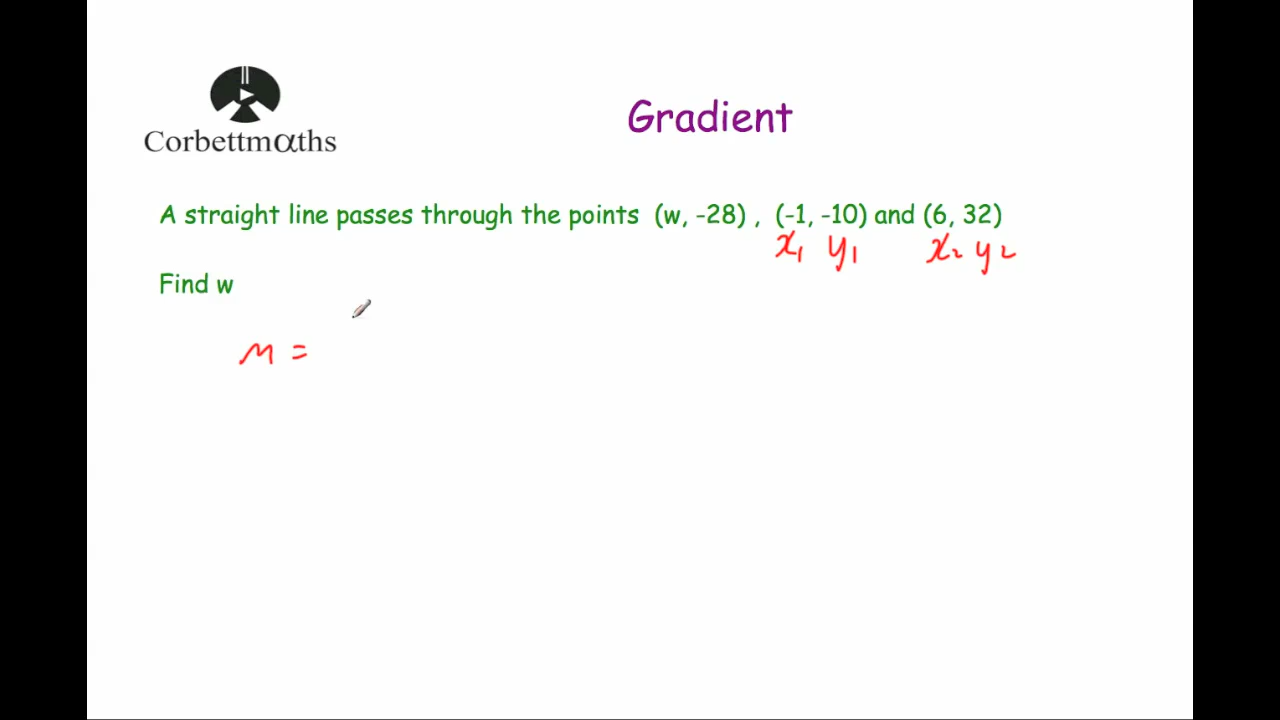 Corbettmαths
Gradient
A straight line passes through the points (w, -28) , (-1, -10) and (6, 32)
x₁ y₁ x₂ y₂
Find w
m =